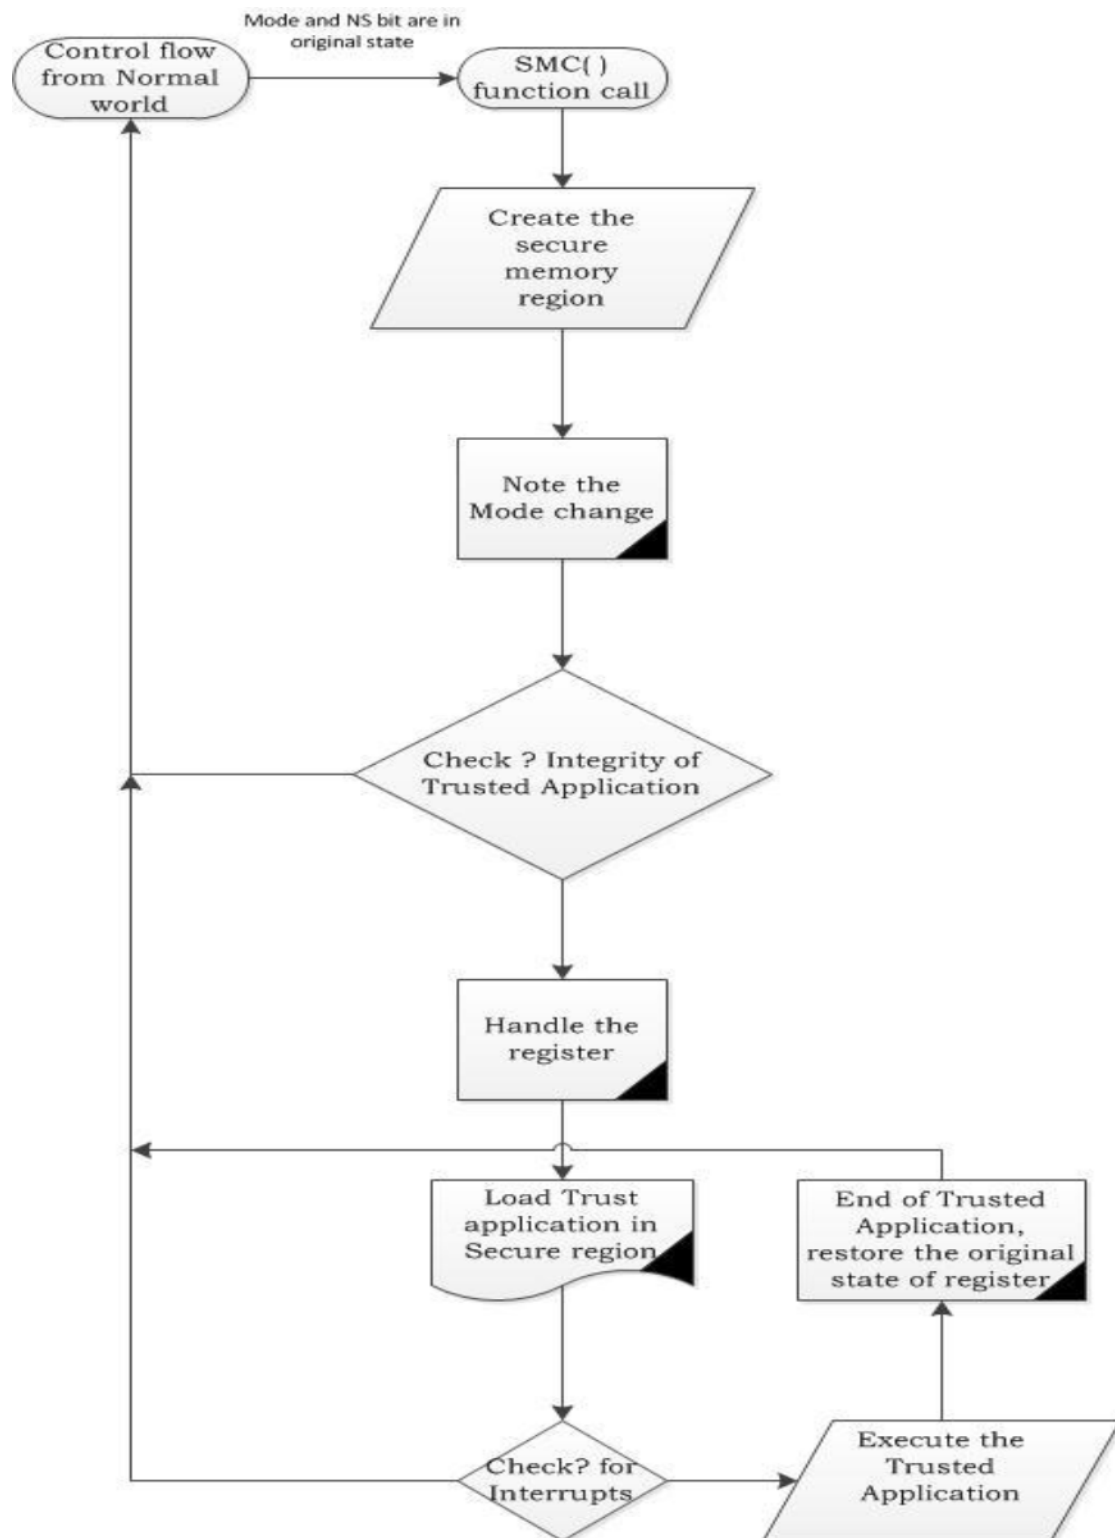 Mode and NS bit are in
original state
Control flow
from Normal
world
SMC( )
function call
Create the
secure
memory
region
Note the
Mode change
Check ? Integrity of
Trusted Application
Handle the
register
Load Trust
application in
Secure region
End of Trusted
Application,
restore the original
state of register
Check? for
Interrupts
Execute the
Trusted
Application